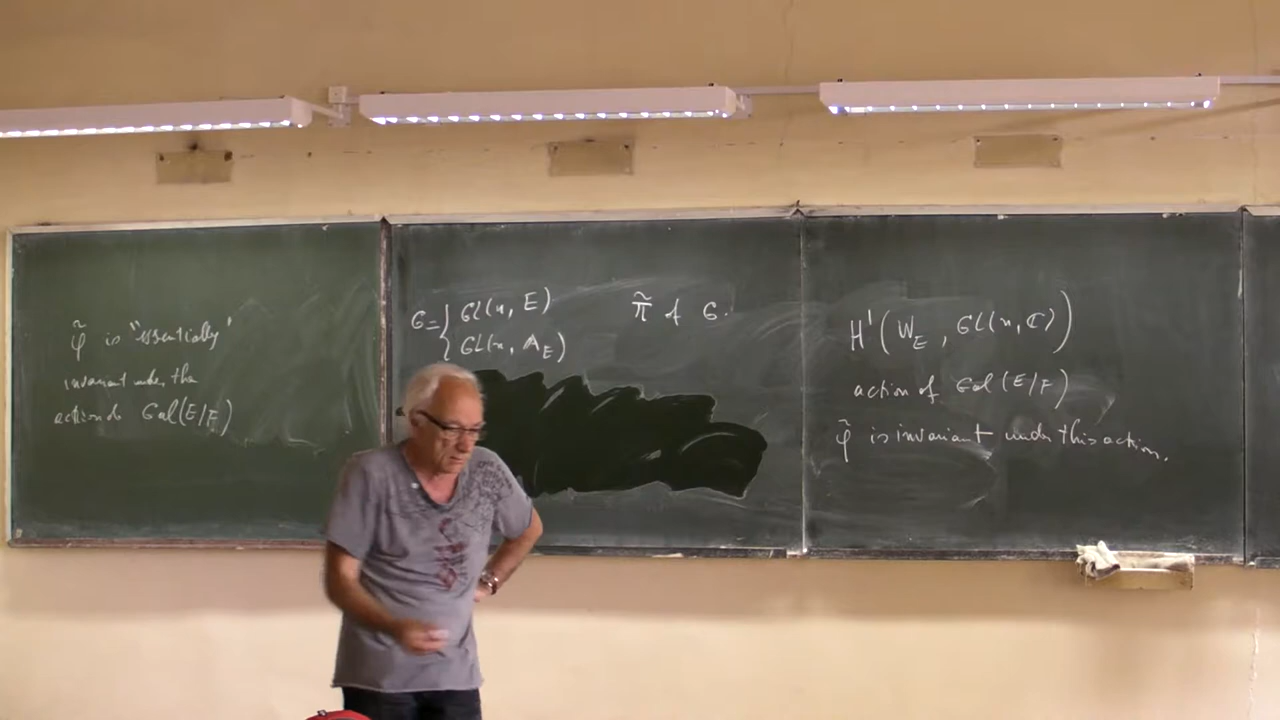 φ̃ is "essentially"
invariant under the
action of Gal(E/F)
G = { GL(n, E)
GL(n, A_E)
π̃ of G.
H¹(W_E, GL(n, ℂ))
action of Gal(E/F)
φ̃ is invariant under this action.